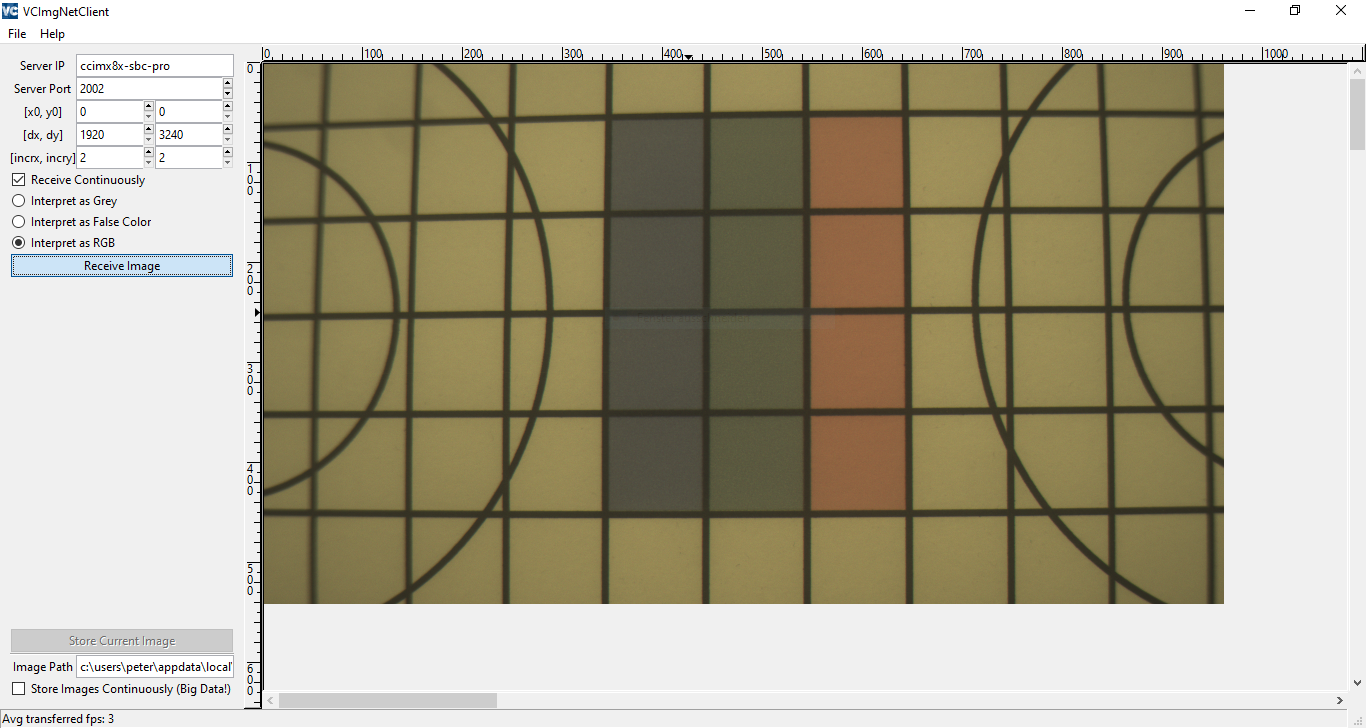 VCImgNetClient
File Help
Server IP ccimx8x-sbc-pro
Server Port 2002
[x0, y0] 0 0
[dx, dy] 1920 3240
[incrx, incry] 2 2
Receive Continuously
Interpret as Grey
Interpret as False Color
Interpret as RGB
Receive Image
Store Current Image
Image Path c:\users\peter\appdata\local\
Store Images Continuously (Big Data!)
Avg transferred fps: 3
0 100 200 300 400 500 600 700 800 900 1000
0
100
200
300
400
500
600